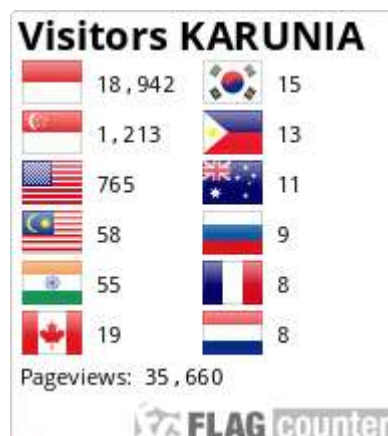 Visitors KARUNIA
18,942 15
1,213 13
765 11
58 9
55 8
19 8
Pageviews: 35,660
FLAG counter